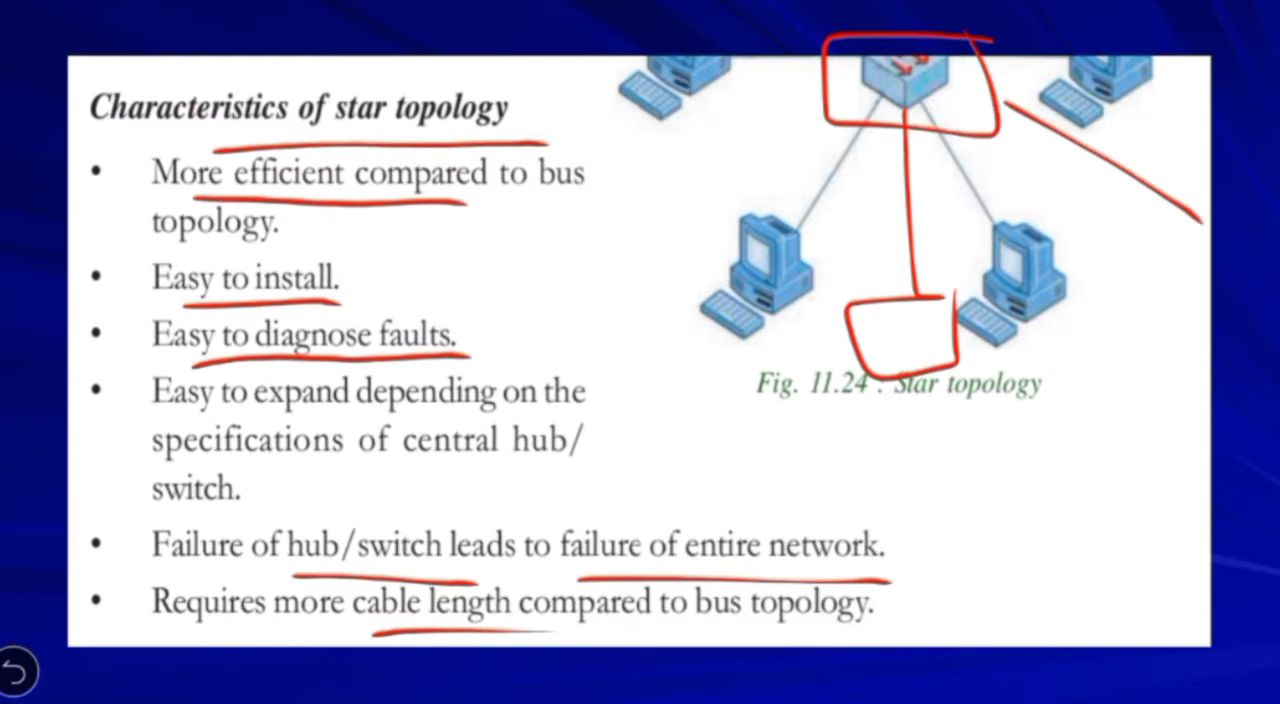 Characteristics of star topology
• More efficient compared to bus
topology.
• Easy to install.
• Easy to diagnose faults.
• Easy to expand depending on the
specifications of central hub/
switch.
• Failure of hub/switch leads to failure of entire network.
• Requires more cable length compared to bus topology.
Fig. 11.24 : Star topology